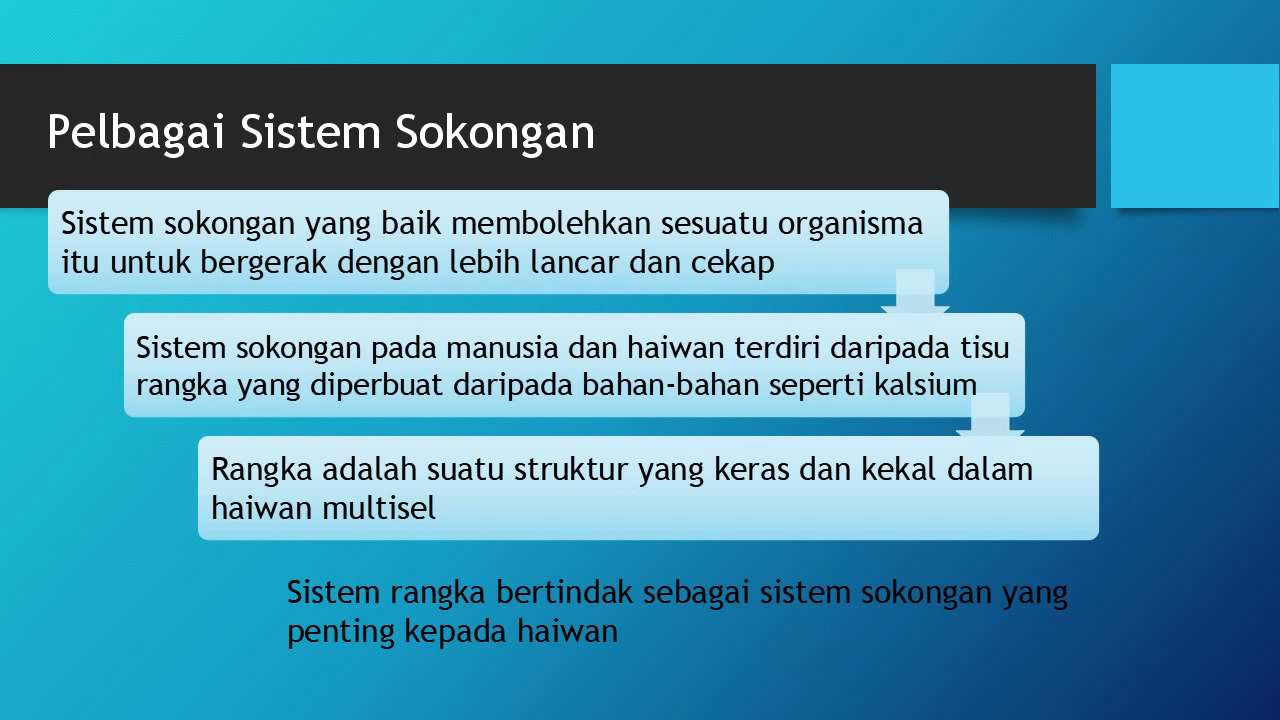 Pelbagai Sistem Sokongan
Sistem sokongan yang baik membolehkan sesuatu organisma
itu untuk bergerak dengan lebih lancar dan cekap
Sistem sokongan pada manusia dan haiwan terdiri daripada tisu
rangka yang diperbuat daripada bahan-bahan seperti kalsium
Rangka adalah suatu struktur yang keras dan kekal dalam
haiwan multisel
Sistem rangka bertindak sebagai sistem sokongan yang
penting kepada haiwan